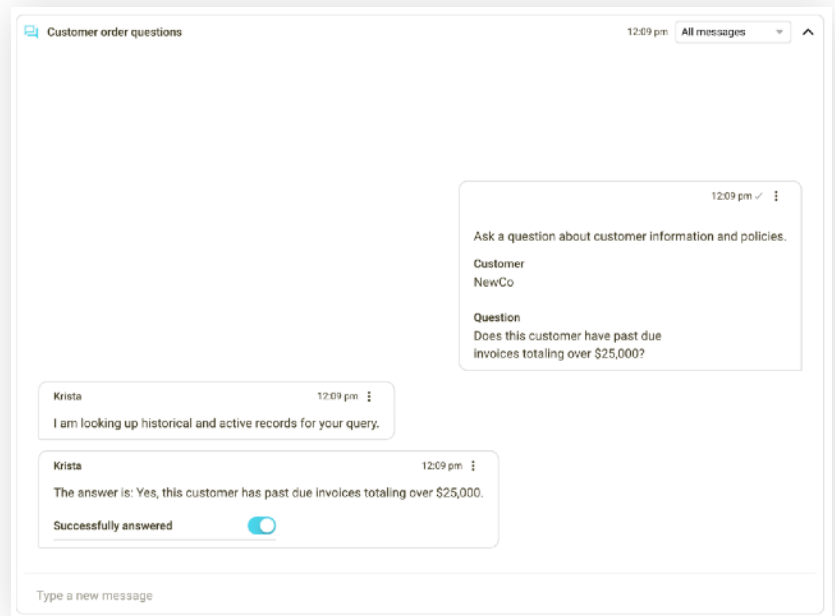 Customer order questions
12:09 pm
All messages
12:09 pm
Ask a question about customer information and policies.
Customer
NewCo
Question
Does this customer have past due
invoices totaling over $25,000?
Krista
12:09 pm
I am looking up historical and active records for your query.
Krista
12:09 pm
The answer is: Yes, this customer has past due invoices totaling over $25,000.
Successfully answered
Type a new message